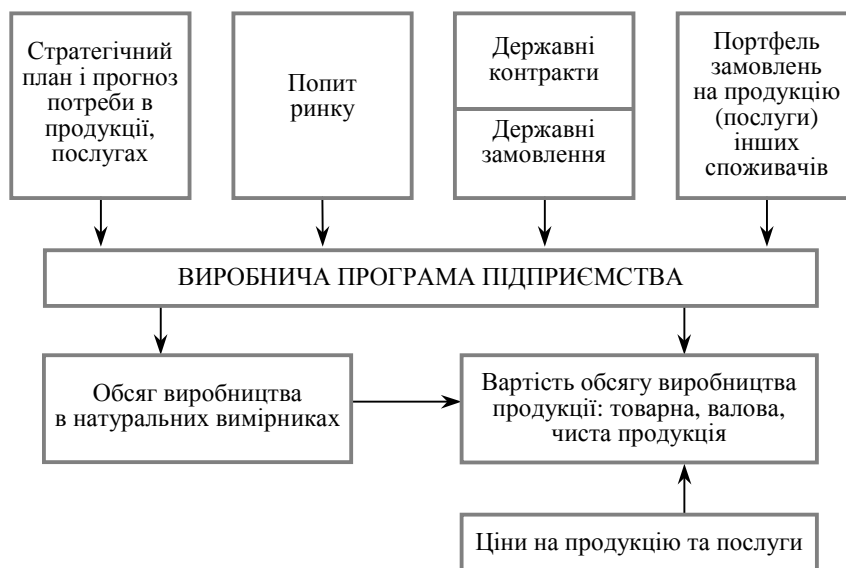 Стратегічний
план і прогноз
потреби в
продукції,
послугах
Попит
ринку
Державні
контракти
Державні
замовлення
Портфель
замовлень
на продукцію
(послуги)
інших
споживачів
ВИРОБНИЧА ПРОГРАМА ПІДПРИЄМСТВА
Обсяг виробництва
в натуральних вимірниках
Вартість обсягу виробництва
продукції: товарна, валова,
чиста продукція
Ціни на продукцію та послуги